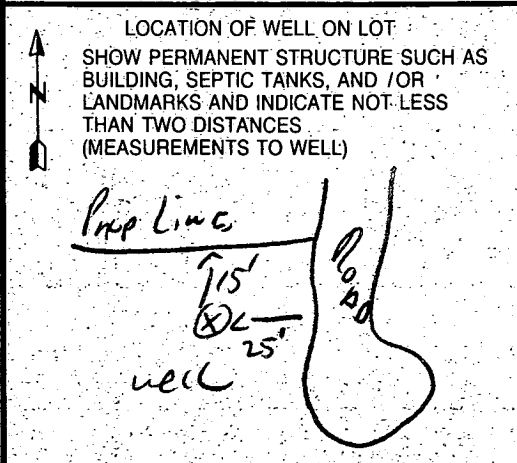 LOCATION OF WELL ON LOT
SHOW PERMANENT STRUCTURE SUCH AS
BUILDING, SEPTIC TANKS, AND /OR
LANDMARKS AND INDICATE NOT LESS
THAN TWO DISTANCES
(MEASUREMENTS TO WELL)
N
Prop Line
15'
Road
X
25'
well